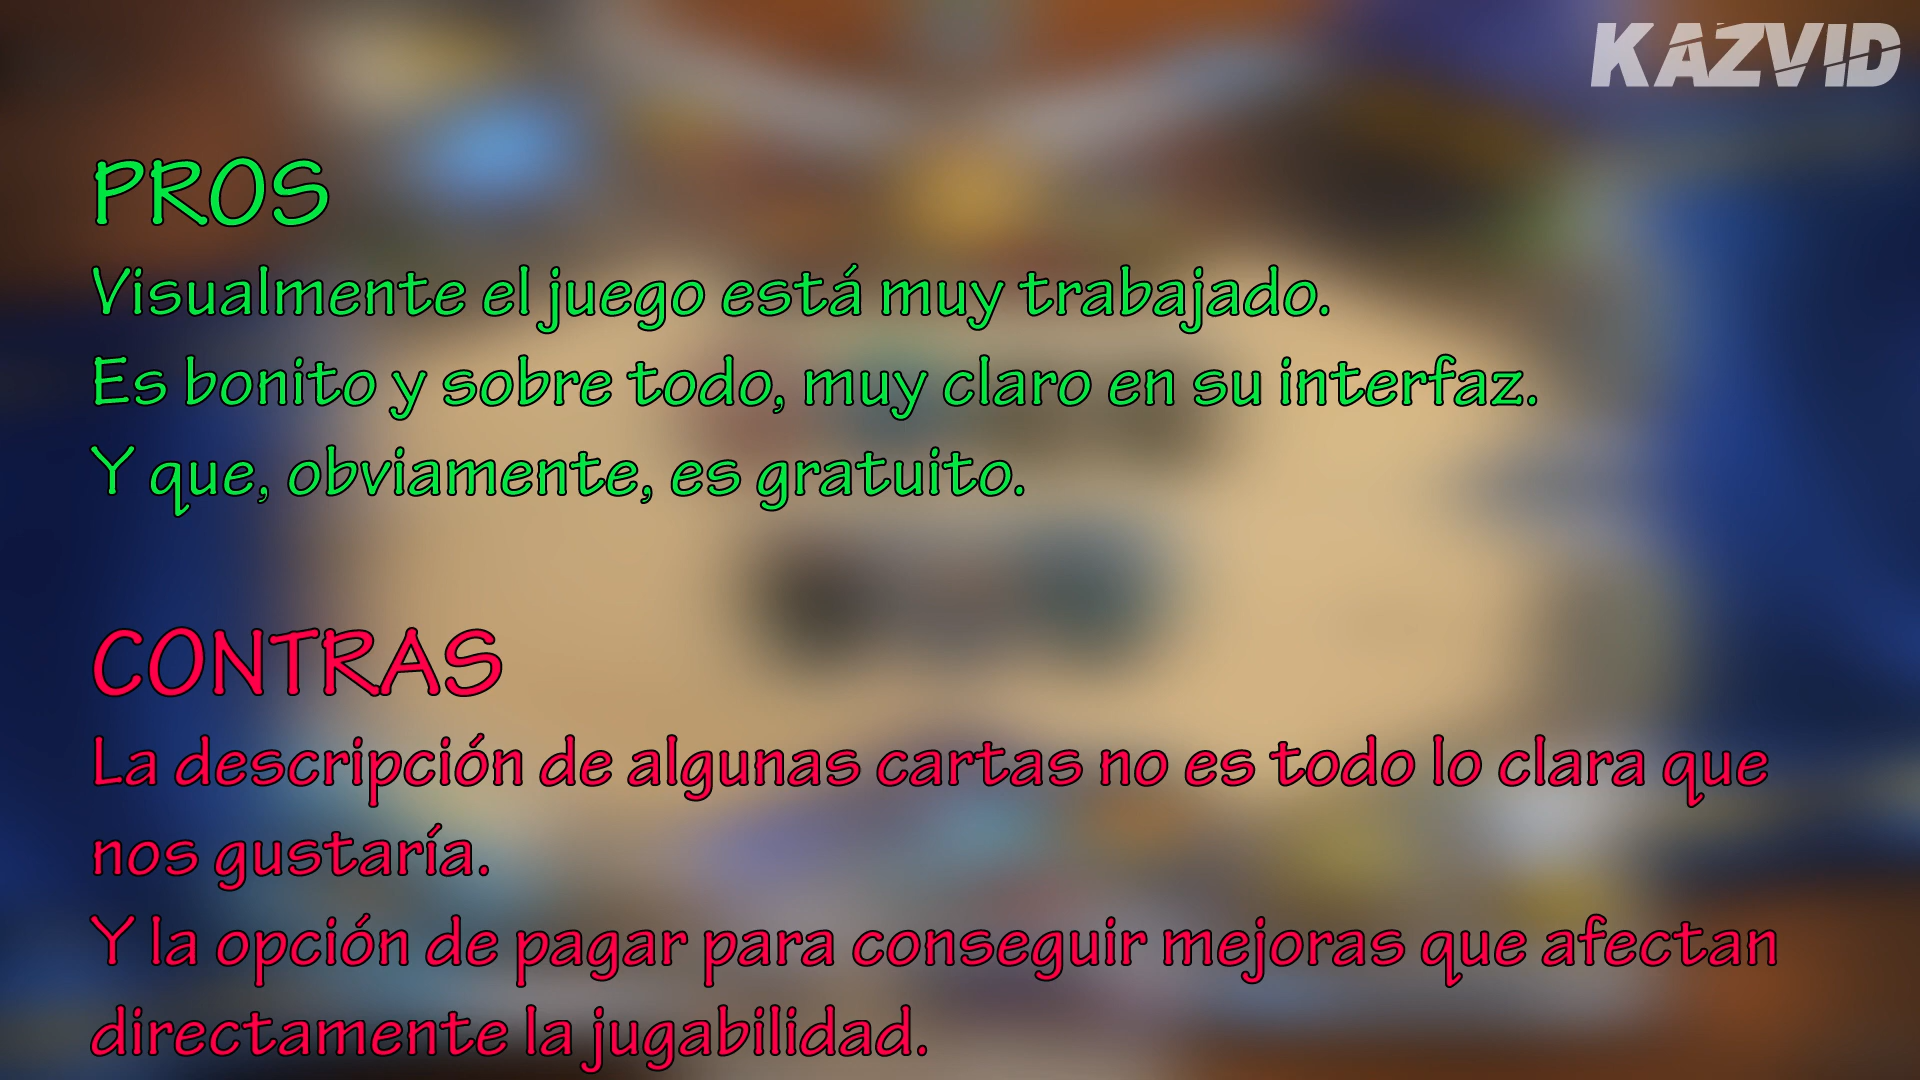 KAZVID
PROS
Visualmente el juego está muy trabajado.
Es bonito y sobre todo, muy claro en su interfaz.
Y que, obviamente, es gratuito.
CONTRAS
La descripción de algunas cartas no es todo lo clara que
nos gustaría.
Y la opción de pagar para conseguir mejoras que afectan
directamente la jugabilidad.